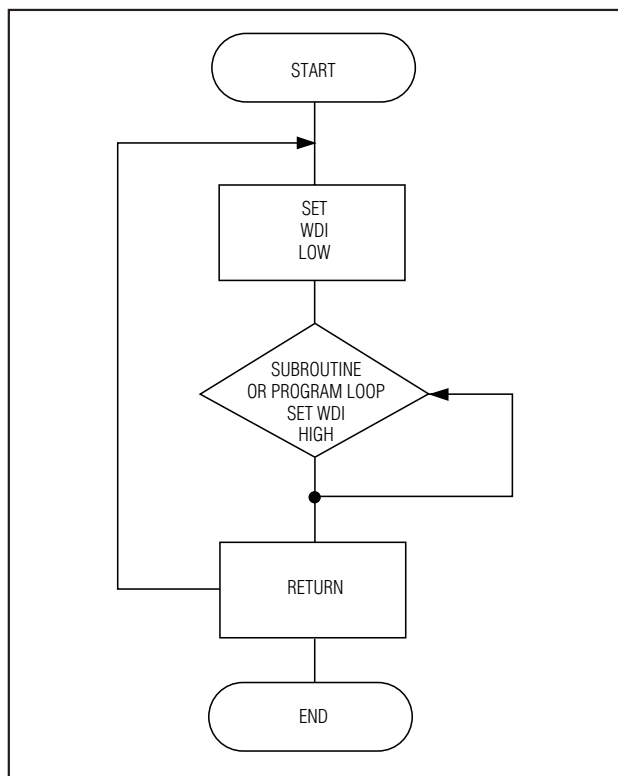 START
SET
WDI
LOW
SUBROUTINE
OR PROGRAM LOOP
SET WDI
HIGH
RETURN
END